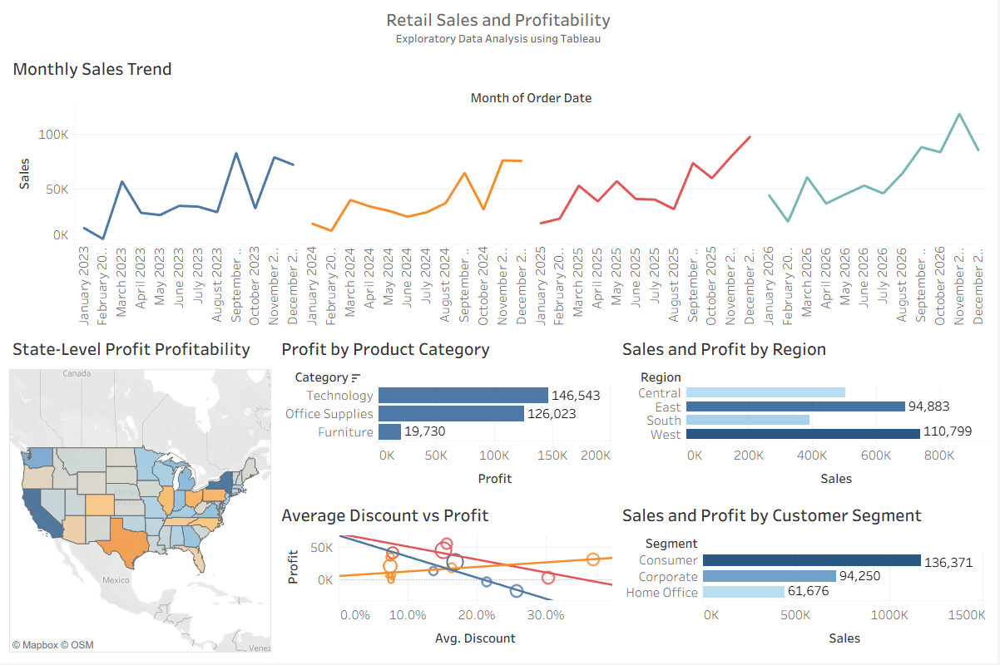 Retail Sales and Profitability
Exploratory Data Analysis using Tableau
Monthly Sales Trend
Month of Order Date
Sales
100K
50K
0K
January 2023
February 20..
March 2023
April 2023
May 2023
June 2023
July 2023
August 2023
September ..
October 2023
November 2..
December 2..
January 2024
February 20..
March 2024
April 2024
May 2024
June 2024
July 2024
August 2024
September ..
October 2024
November 2..
December 2..
January 2025
February 20..
March 2025
April 2025
May 2025
June 2025
July 2025
August 2025
September ..
October 2025
November 2..
December 2..
January 2026
February 20..
March 2026
April 2026
May 2026
June 2026
July 2026
August 2026
September ..
October 2026
November 2..
December 2..
State-Level Profit Profitability
Canada
United
States
Mexico
Venez
© Mapbox © OSM
Profit by Product Category
Category
Technology 146,543
Office Supplies 126,023
Furniture 19,730
0K 50K 100K 150K 200K
Profit
Sales and Profit by Region
Region
Central
East 94,883
South
West 110,799
0K 200K 400K 600K 800K
Sales
Average Discount vs Profit
Profit
50K
0K
0.0% 10.0% 20.0% 30.0%
Avg. Discount
Sales and Profit by Customer Segment
Segment
Consumer 136,371
Corporate 94,250
Home Office 61,676
0K 500K 1000K 1500K
Sales